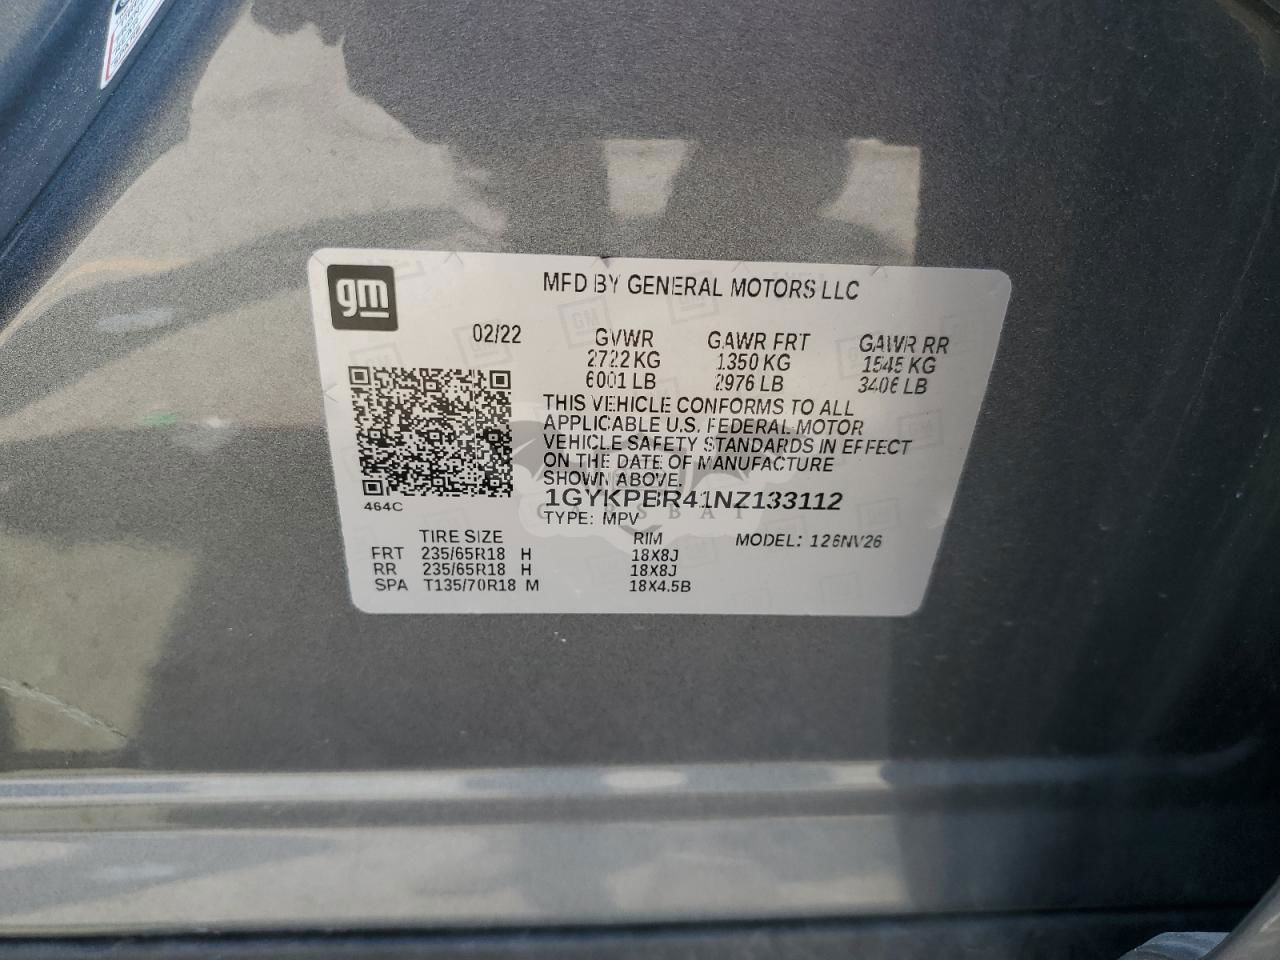 gm
MFD BY GENERAL MOTORS LLC
02/22 GVWR GAWR FRT GAWR RR
2722 KG 1350 KG 1545 KG
6001 LB 2976 LB 3406 LB
THIS VEHICLE CONFORMS TO ALL
APPLICABLE U.S. FEDERAL MOTOR
VEHICLE SAFETY STANDARDS IN EFFECT
ON THE DATE OF MANUFACTURE
SHOWN ABOVE.
1GYKPBR41NZ133112
464C
TYPE: MPV
TIRE SIZE RIM MODEL: 126NV26
FRT 235/65R18 H 18X8J
RR 235/65R18 H 18X8J
SPA T135/70R18 M 18X4.5B